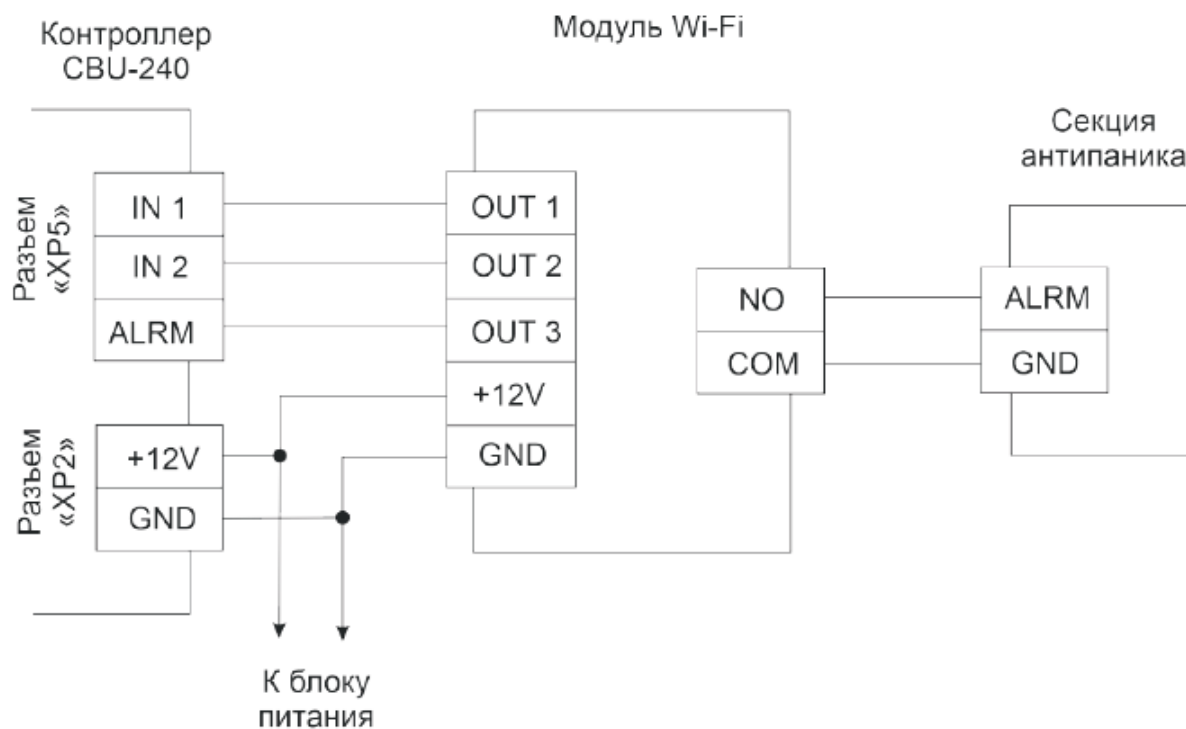 Контроллер
CBU-240
Модуль Wi-Fi
Секция
антипаника
Разъем
«XP5»
IN 1
IN 2
ALRM
OUT 1
OUT 2
OUT 3
+12V
GND
NO
COM
ALRM
GND
Разъем
«XP2»
+12V
GND
К блоку
питания